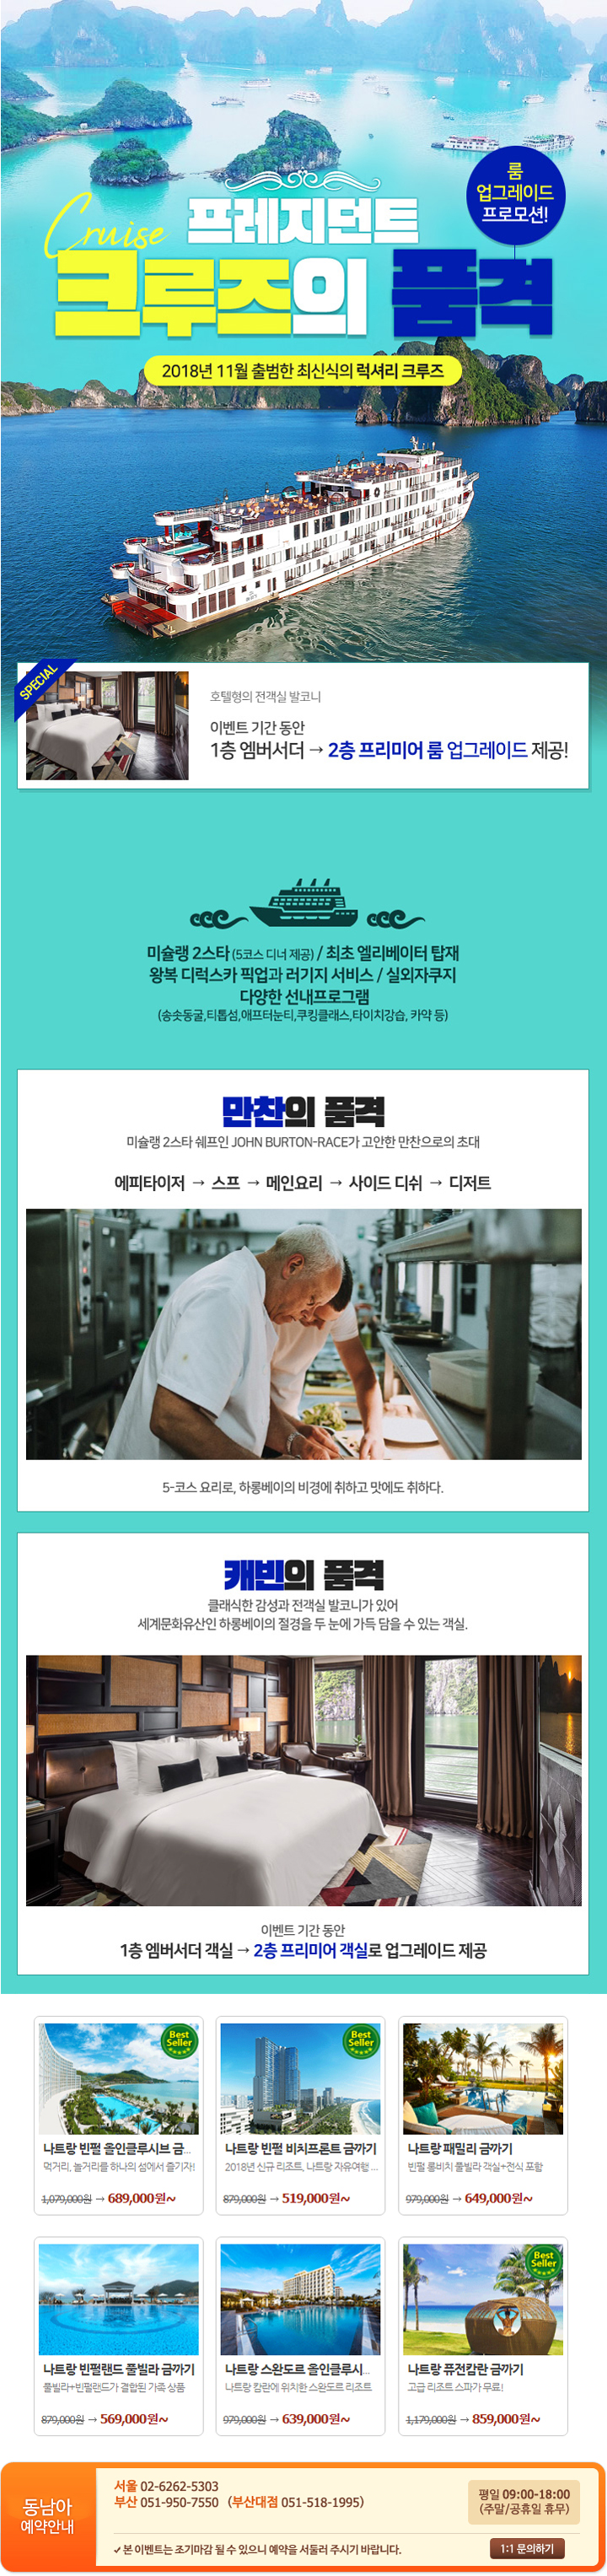 룸
업그레이드
프로모션!
Cruise
프레지던트
크루즈의 품격
2018년 11월 출범한 최신식의 럭셔리 크루즈
SPECIAL
호텔형의 전객실 발코니
이벤트 기간 동안
1층 엠버서더 → 2층 프리미어 룸 업그레이드 제공!
미슐랭 2스타 (5코스 디너 제공) / 최초 엘리베이터 탑재
왕복 디럭스카 픽업과 러기지 서비스 / 실외자쿠지
다양한 선내프로그램
(송솟동굴,티톱섬,애프터눈티,쿠킹클래스,타이치강습, 카약 등)
만찬의 품격
미슐랭 2스타 쉐프인 JOHN BURTON-RACE가 고안한 만찬으로의 초대
에피타이저 → 스프 → 메인요리 → 사이드 디쉬 → 디저트
5-코스 요리로, 하롱베이의 비경에 취하고 맛에도 취하다.
캐빈의 품격
클래식한 감성과 전객실 발코니가 있어
세계문화유산인 하롱베이의 절경을 두 눈에 가득 담을 수 있는 객실.
이벤트 기간 동안
1층 엠버서더 객실 → 2층 프리미어 객실로 업그레이드 제공
Best
Seller
나트랑 빈펄 올인클루시브 금...
먹거리, 놀거리를 하나의 섬에서 즐기자!
1,079,000원 → 689,000원~
Best
Seller
나트랑 빈펄 비치프론트 금까기
2018년 신규 리조트, 나트랑 자유여행 ...
879,000원 → 519,000원~
나트랑 패밀리 금까기
빈펄 롱비치 풀빌라 객실+전식 포함
979,000원 → 649,000원~
나트랑 빈펄랜드 풀빌라 금까기
풀빌라+빈펄랜드가 결합된 가족 상품
879,000원 → 569,000원~
나트랑 스완도르 올인클루시...
나트랑 캄란에 위치한 스완도르 리조트
979,000원 → 639,000원~
Best
Seller
나트랑 퓨전캄란 금까기
고급 리조트 스파가 무료!
1,179,000원 → 859,000원~
동남아
예약안내
서울 02-6262-5303
부산 051-950-7550 (부산대점 051-518-1995)
평일 09:00-18:00
(주말/공휴일 휴무)
✓ 본 이벤트는 조기마감 될 수 있으니 예약을 서둘러 주시기 바랍니다.
1:1 문의하기